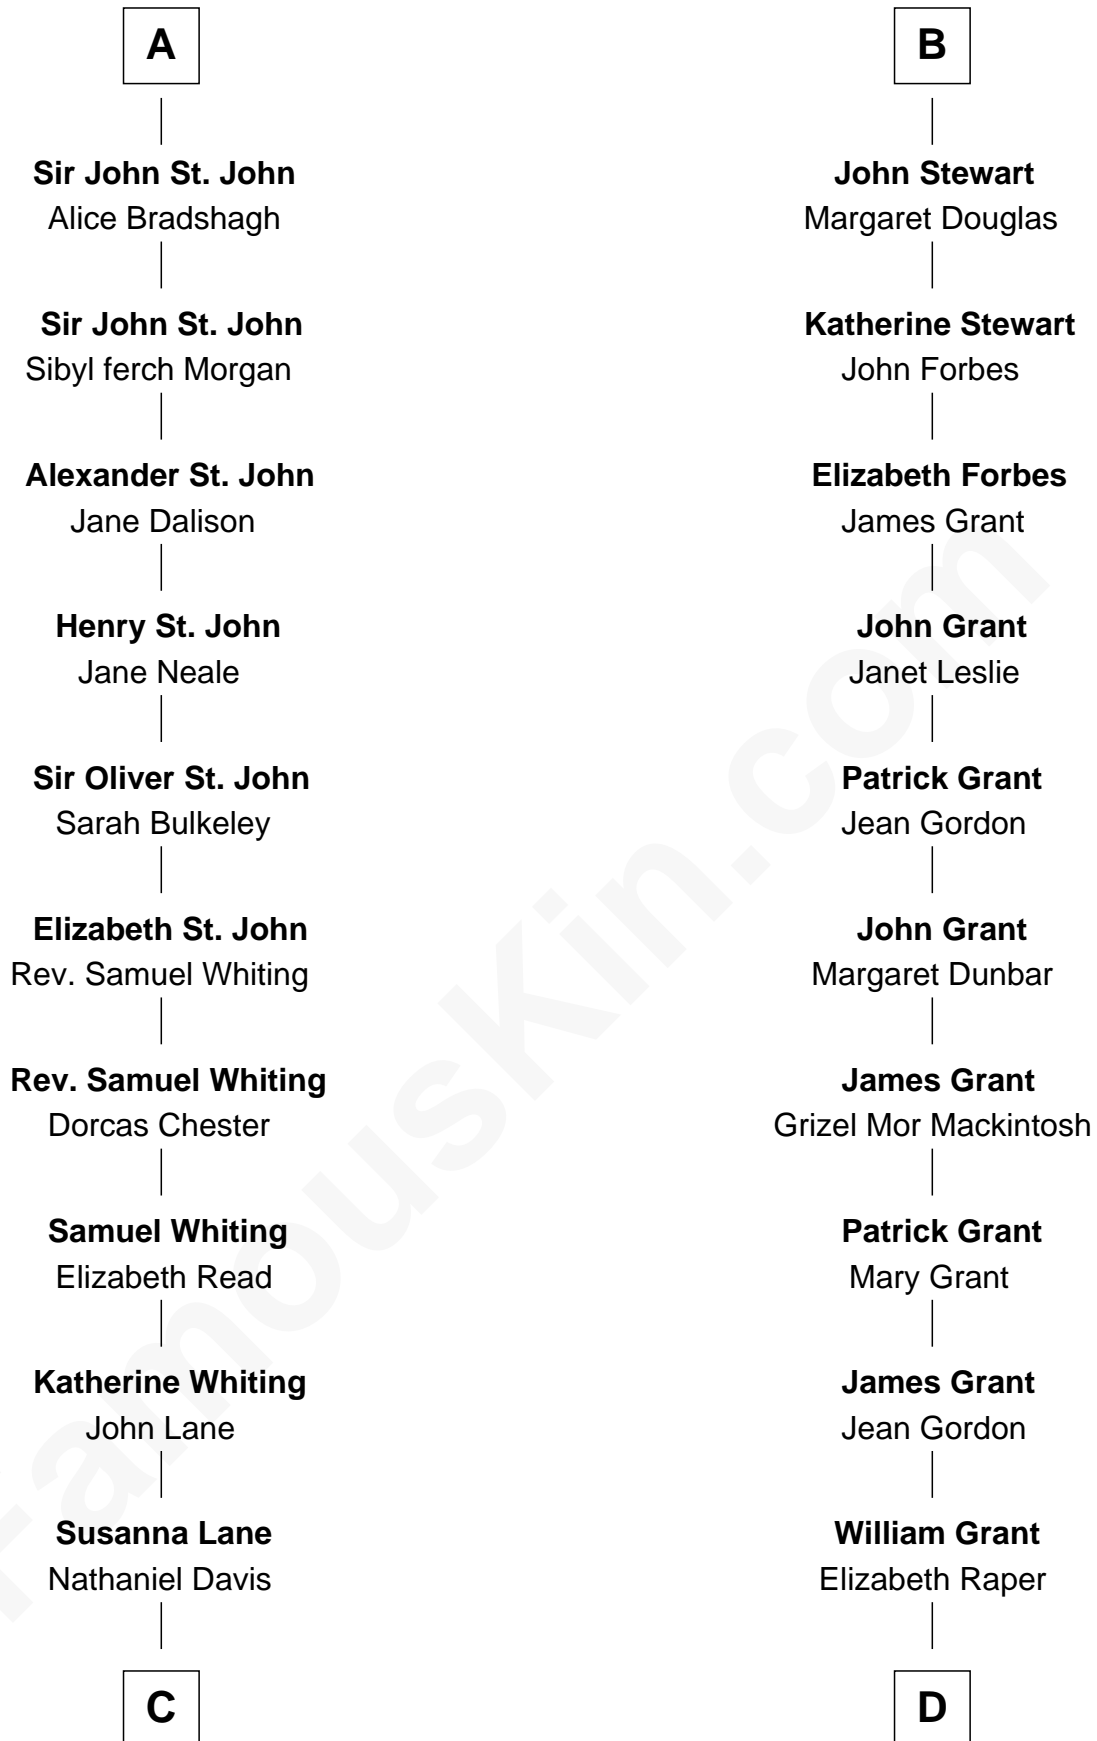 A
Sir John St. John
Alice Bradshagh
Sir John St. John
Sibyl ferch Morgan
Alexander St. John
Jane Dalison
Henry St. John
Jane Neale
Sir Oliver St. John
Sarah Bulkeley
Elizabeth St. John
Rev. Samuel Whiting
Rev. Samuel Whiting
Dorcas Chester
Samuel Whiting
Elizabeth Read
Katherine Whiting
John Lane
Susanna Lane
Nathaniel Davis
C
B
John Stewart
Margaret Douglas
Katherine Stewart
John Forbes
Elizabeth Forbes
James Grant
John Grant
Janet Leslie
Patrick Grant
Jean Gordon
John Grant
Margaret Dunbar
James Grant
Grizel Mor Mackintosh
Patrick Grant
Mary Grant
James Grant
Jean Gordon
William Grant
Elizabeth Raper
D
FamousKin.com